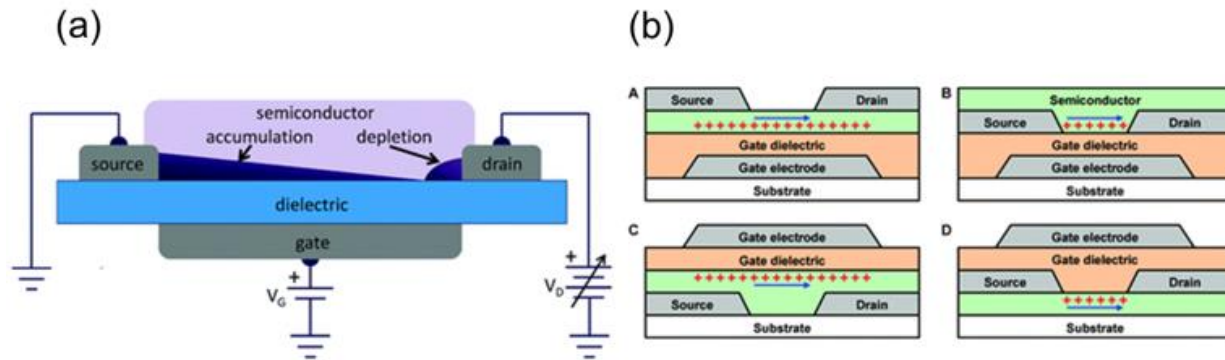 (a)
semiconductor
accumulation depletion
source drain
dielectric
gate
+
V_G
+
V_D
(b)
A
Source Drain
+ + + + + + + + + + + + + + +
Gate dielectric
Gate electrode
Substrate
B
Semiconductor
Source + + + + + + Drain
Gate dielectric
Gate electrode
Substrate
C
Gate electrode
Gate dielectric
+ + + + + + + + + + + + + + +
Source Drain
Substrate
D
Gate electrode
Gate dielectric
Source Drain
+ + + + + +
Substrate